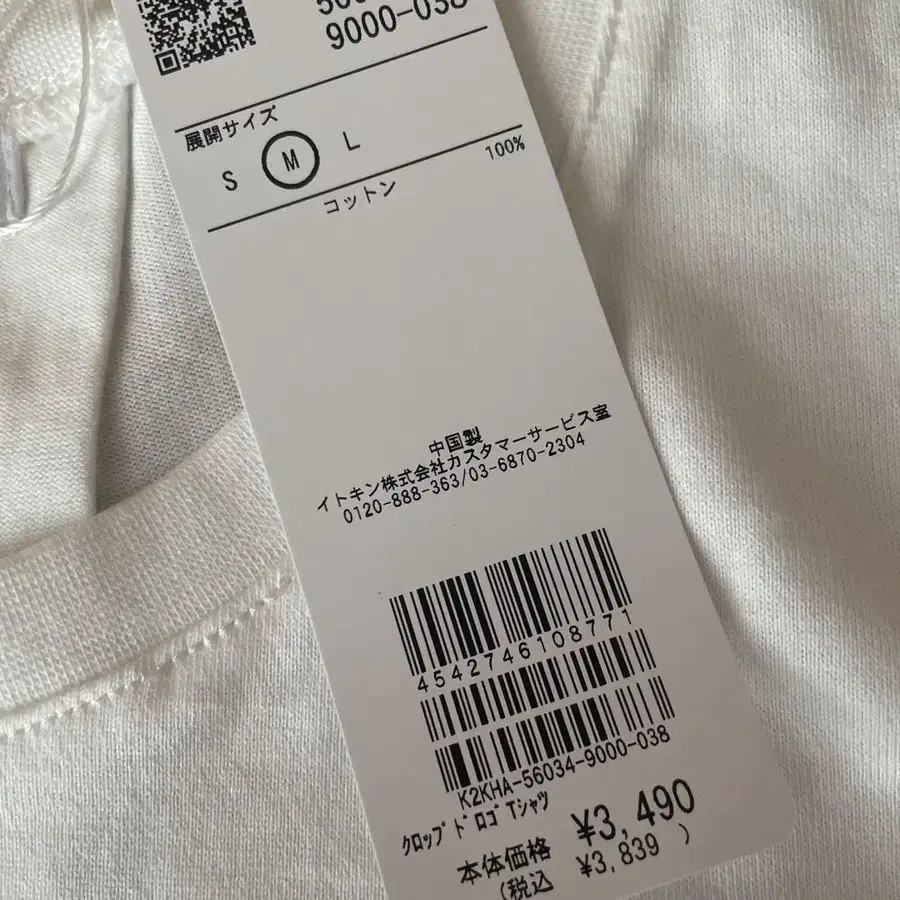 9000-038
展開サイズ
S M L
コットン 100%
中国製
イトキン株式会社カスタマーサービス室
0120-888-363/03-6870-2304
4542746108771
K2KHA-56034-9000-038
クロップドロゴTシャツ
本体価格 ¥3,490
(税込 ¥3,839 )